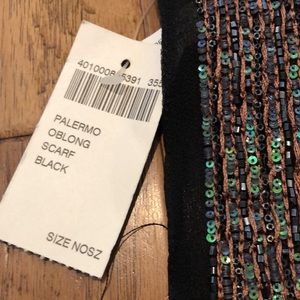 PALERMO
OBLONG
SCARF
BLACK
SIZE NOSZ